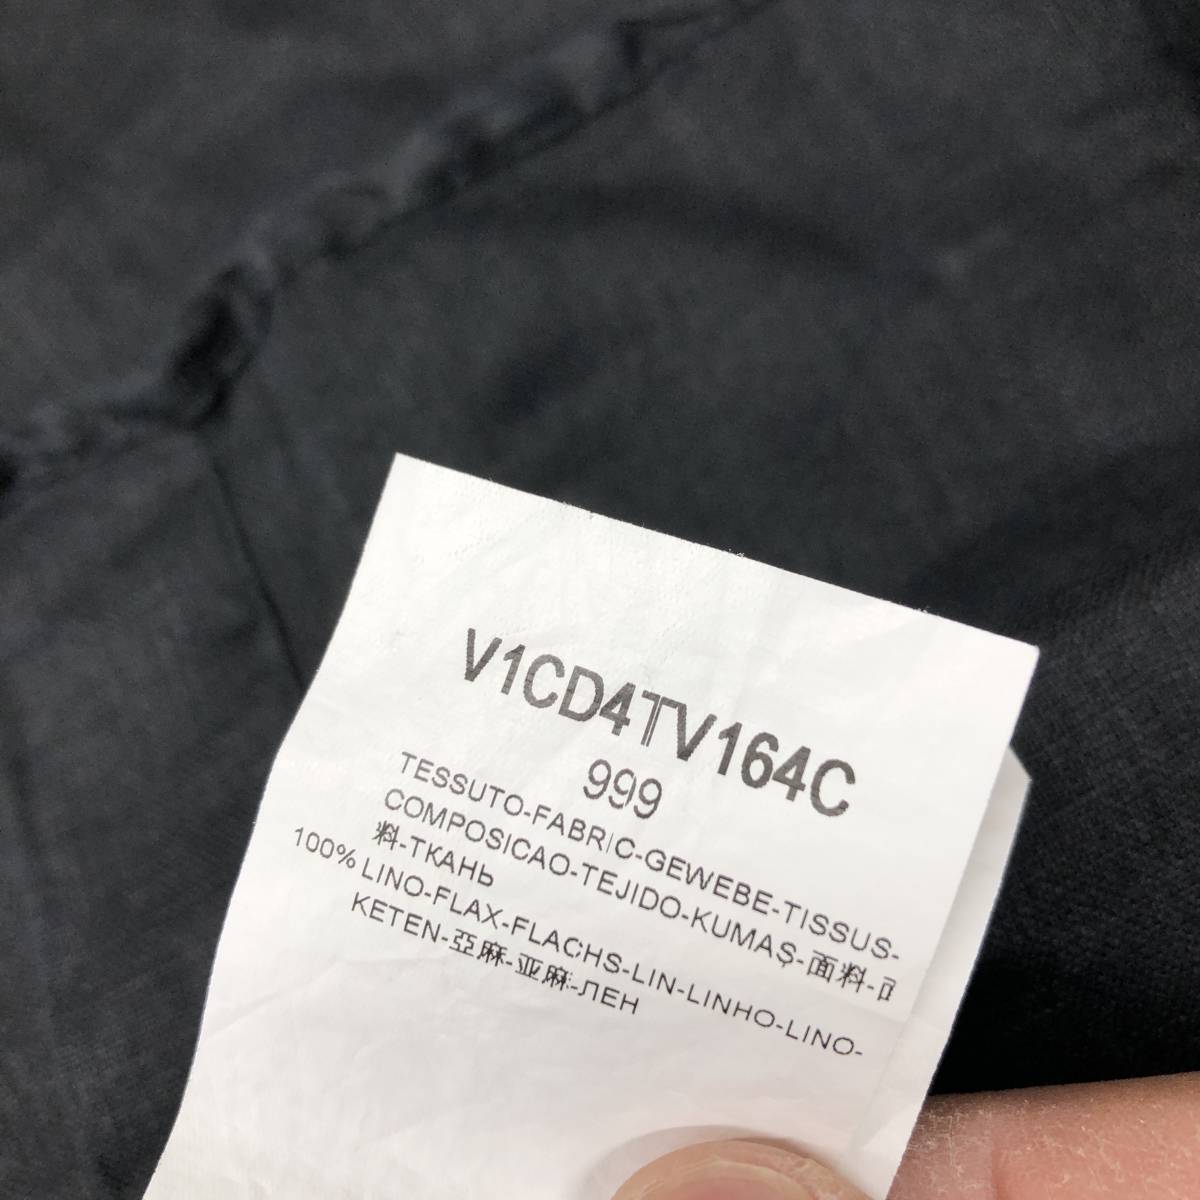 V1CD4TV164C
999
TESSUTO-FABRIC-GEWEBE-TISSUS-
COMPOSICAO-TEJIDO-KUMAŞ-面料-面
料-ТКАНЬ
100% LINO-FLAX-FLACHS-LIN-LINHO-LINO-
KETEN-亞麻-亚麻-ЛЕН